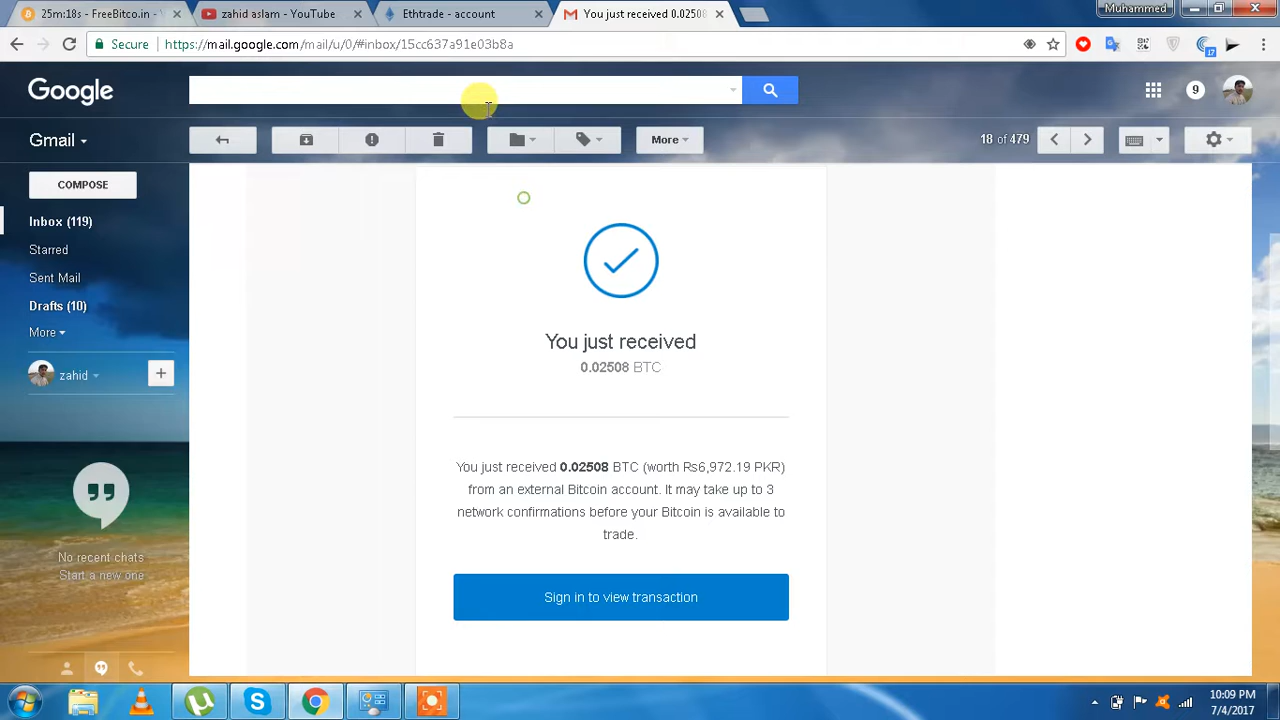 25m:18s - FreeBitco.in - W
zahid aslam - YouTube
Ethtrade - account
You just received 0.02508
Muhammed
Secure
https://mail.google.com/mail/u/0/#inbox/15cc637a91e03b8a
17
Google
9
Gmail
More
18 of 479
COMPOSE
Inbox (119)
Starred
Sent Mail
Drafts (10)
More
zahid
No recent chats
Start a new one
You just received
0.02508 BTC
You just received 0.02508 BTC (worth Rs6,972.19 PKR)
from an external Bitcoin account. It may take up to 3
network confirmations before your Bitcoin is available to
trade.
Sign in to view transaction
10:09 PM
7/4/2017